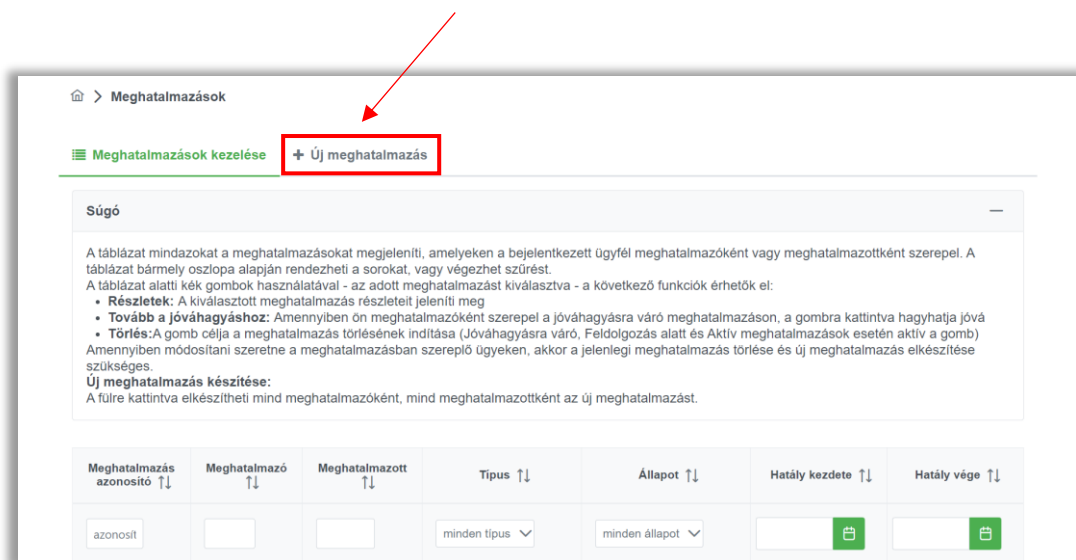 Meghatalmazások
Meghatalmazások kezelése + Új meghatalmazás
Súgó
A táblázat mindazokat a meghatalmazásokat megjeleníti, amelyeken a bejelentkezett ügyfél meghatalmazóként vagy meghatalmazottként szerepel. A
táblázat bármely oszlopa alapján rendezheti a sorokat, vagy végezhet szűrést.
A táblázat alatti kék gombok használatával - az adott meghatalmazást kiválasztva - a következő funkciók érhetők el:
• Részletek: A kiválasztott meghatalmazás részleteit jeleníti meg
• Tovább a jóváhagyáshoz: Amennyiben ön meghatalmazóként szerepel a jóváhagyásra váró meghatalmazáson, a gombra kattintva hagyhatja jóvá
• Törlés:A gomb célja a meghatalmazás törlésének indítása (Jóváhagyásra váró, Feldolgozás alatt és Aktív meghatalmazások esetén aktív a gomb)
Amennyiben módosítani szeretne a meghatalmazásban szereplő ügyeken, akkor a jelenlegi meghatalmazás törlése és új meghatalmazás elkészítése
szükséges.
Új meghatalmazás készítése:
A fülre kattintva elkészítheti mind meghatalmazóként, mind meghatalmazottként az új meghatalmazást.
Meghatalmazás azonosító Meghatalmazó Meghatalmazott Típus Állapot Hatály kezdete Hatály vége
azonosít minden típus minden állapot